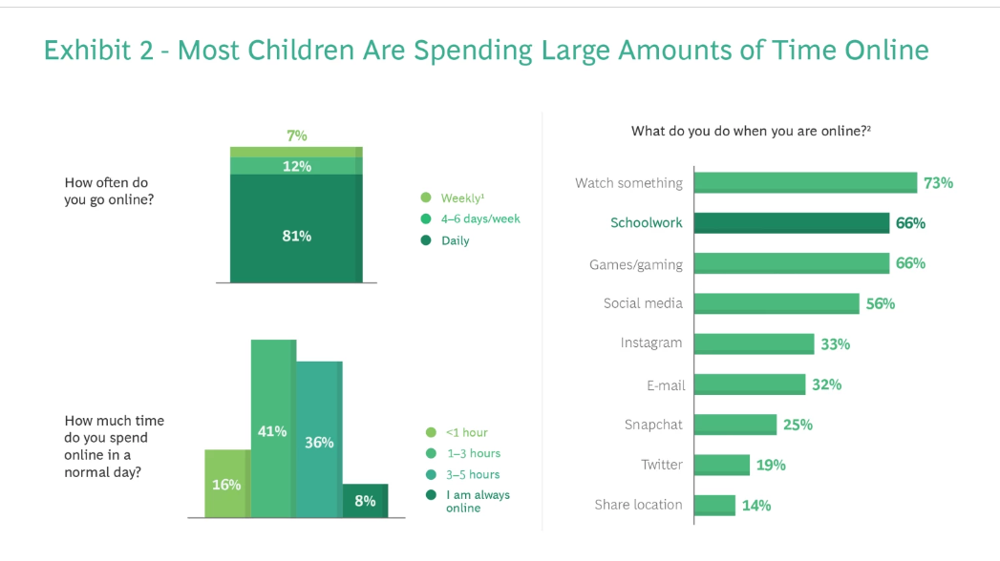 Exhibit 2 - Most Children Are Spending Large Amounts of Time Online
How often do
you go online?
7%
12%
81%
Weekly¹
4–6 days/week
Daily
How much time
do you spend
online in a
normal day?
16%
41%
36%
8%
<1 hour
1–3 hours
3–5 hours
I am always
online
What do you do when you are online?²
Watch something 73%
Schoolwork 66%
Games/gaming 66%
Social media 56%
Instagram 33%
E-mail 32%
Snapchat 25%
Twitter 19%
Share location 14%